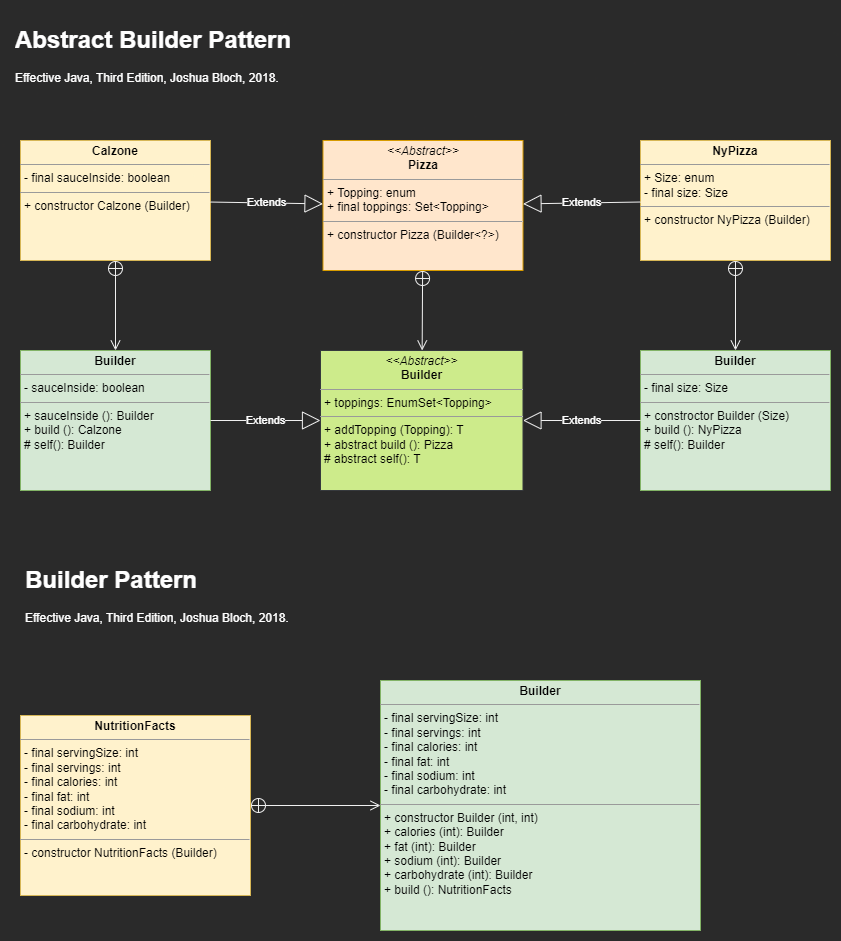 Abstract Builder Pattern
Effective Java, Third Edition, Joshua Bloch, 2018.
Calzone
- final sauceInside: boolean
+ constructor Calzone (Builder)
Extends
<<Abstract>>
Pizza
+ Topping: enum
+ final toppings: Set<Topping>
+ constructor Pizza (Builder<?>)
Extends
NyPizza
+ Size: enum
- final size: Size
+ constructor NyPizza (Builder)
Builder
- sauceInside: boolean
+ sauceInside (): Builder
+ build (): Calzone
# self(): Builder
Extends
<<Abstract>>
Builder
+ toppings: EnumSet<Topping>
+ addTopping (Topping): T
+ abstract build (): Pizza
# abstract self(): T
Extends
Builder
- final size: Size
+ constroctor Builder (Size)
+ build (): NyPizza
# self(): Builder
Builder Pattern
Effective Java, Third Edition, Joshua Bloch, 2018.
NutritionFacts
- final servingSize: int
- final servings: int
- final calories: int
- final fat: int
- final sodium: int
- final carbohydrate: int
- constructor NutritionFacts (Builder)
Builder
- final servingSize: int
- final servings: int
- final calories: int
- final fat: int
- final sodium: int
- final carbohydrate: int
+ constructor Builder (int, int)
+ calories (int): Builder
+ fat (int): Builder
+ sodium (int): Builder
+ carbohydrate (int): Builder
+ build (): NutritionFacts